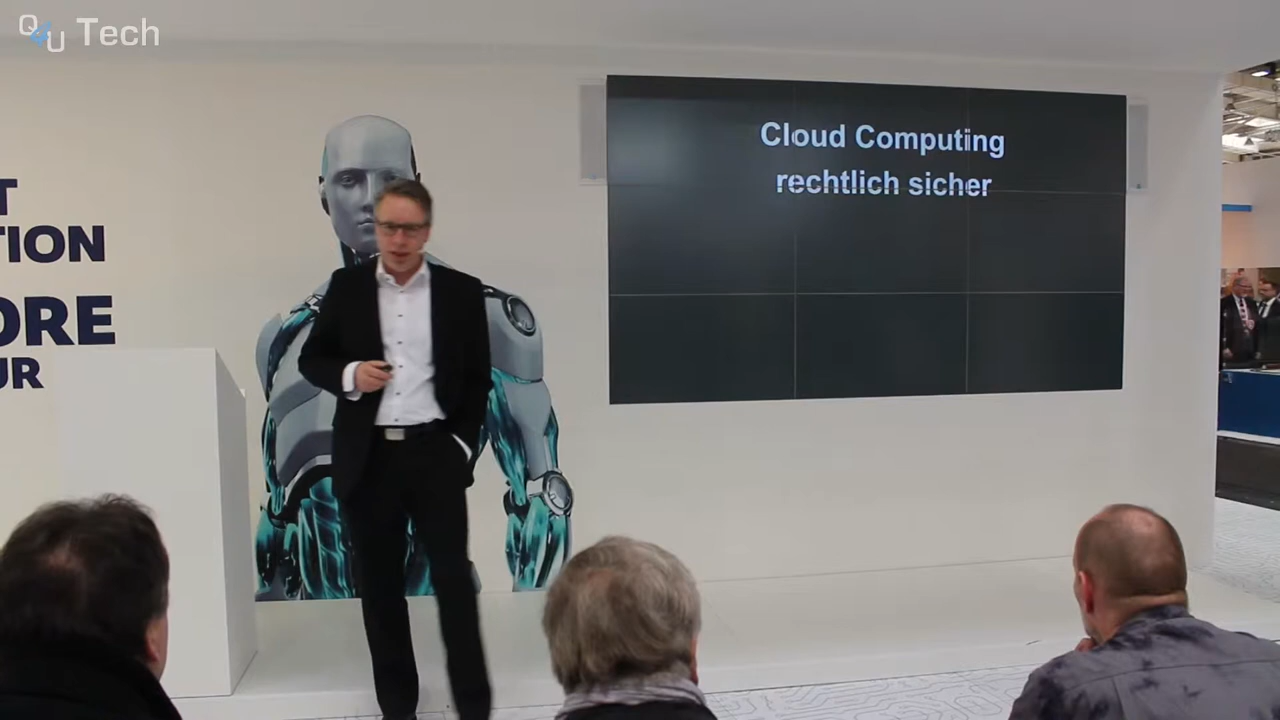 Q4U Tech
T
TION
ORE
UR
Cloud Computing
rechtlich sicher